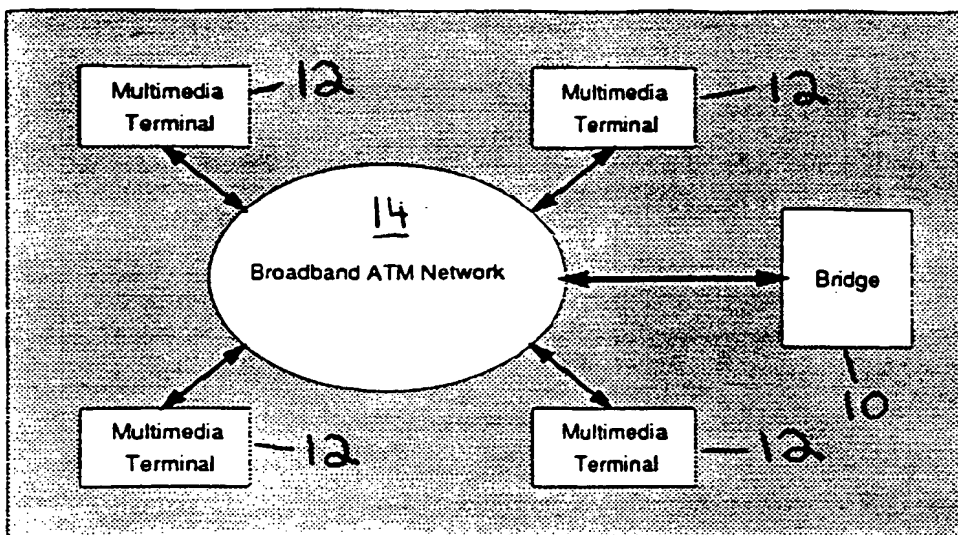 Multimedia
Terminal
12
Multimedia
Terminal
12
14
Broadband ATM Network
Bridge
10
Multimedia
Terminal
12
Multimedia
Terminal
12